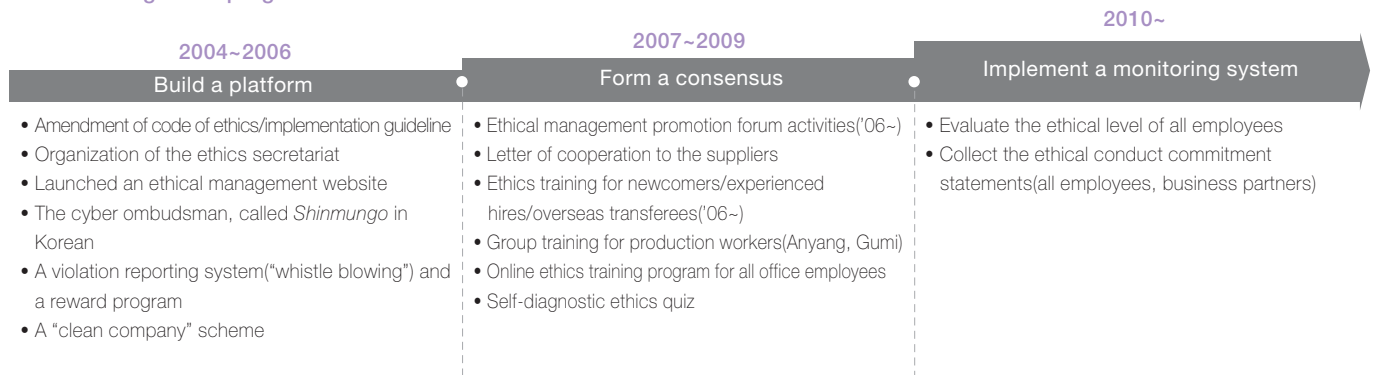 2004~2006
Build a platform
• Amendment of code of ethics/implementation guideline
• Organization of the ethics secretariat
• Launched an ethical management website
• The cyber ombudsman, called Shinmungo in
Korean
• A violation reporting system(“whistle blowing”) and
a reward program
• A “clean company” scheme
2007~2009
Form a consensus
• Ethical management promotion forum activities(’06~)
• Letter of cooperation to the suppliers
• Ethics training for newcomers/experienced
hires/overseas transferees(’06~)
• Group training for production workers(Anyang, Gumi)
• Online ethics training program for all office employees
• Self-diagnostic ethics quiz
2010~
Implement a monitoring system
• Evaluate the ethical level of all employees
• Collect the ethical conduct commitment
statements(all employees, business partners)